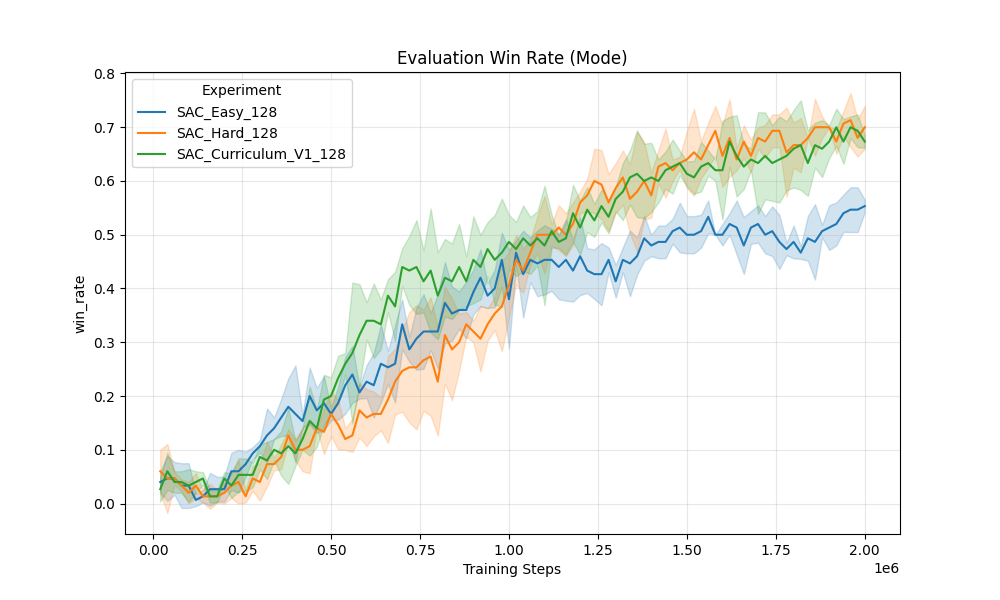 Evaluation Win Rate (Mode)
Experiment
SAC_Easy_128
SAC_Hard_128
SAC_Curriculum_V1_128
win_rate
0.8
0.7
0.6
0.5
0.4
0.3
0.2
0.1
0.0
0.00 0.25 0.50 0.75 1.00 1.25 1.50 1.75 2.00
1e6
Training Steps